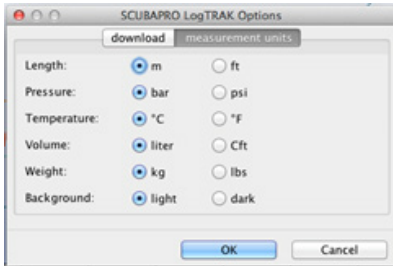 SCUBAPRO LogTRAK Options
download measurement units
Length: m ft
Pressure: bar psi
Temperature: °C °F
Volume: liter Cft
Weight: kg lbs
Background: light dark
OK Cancel